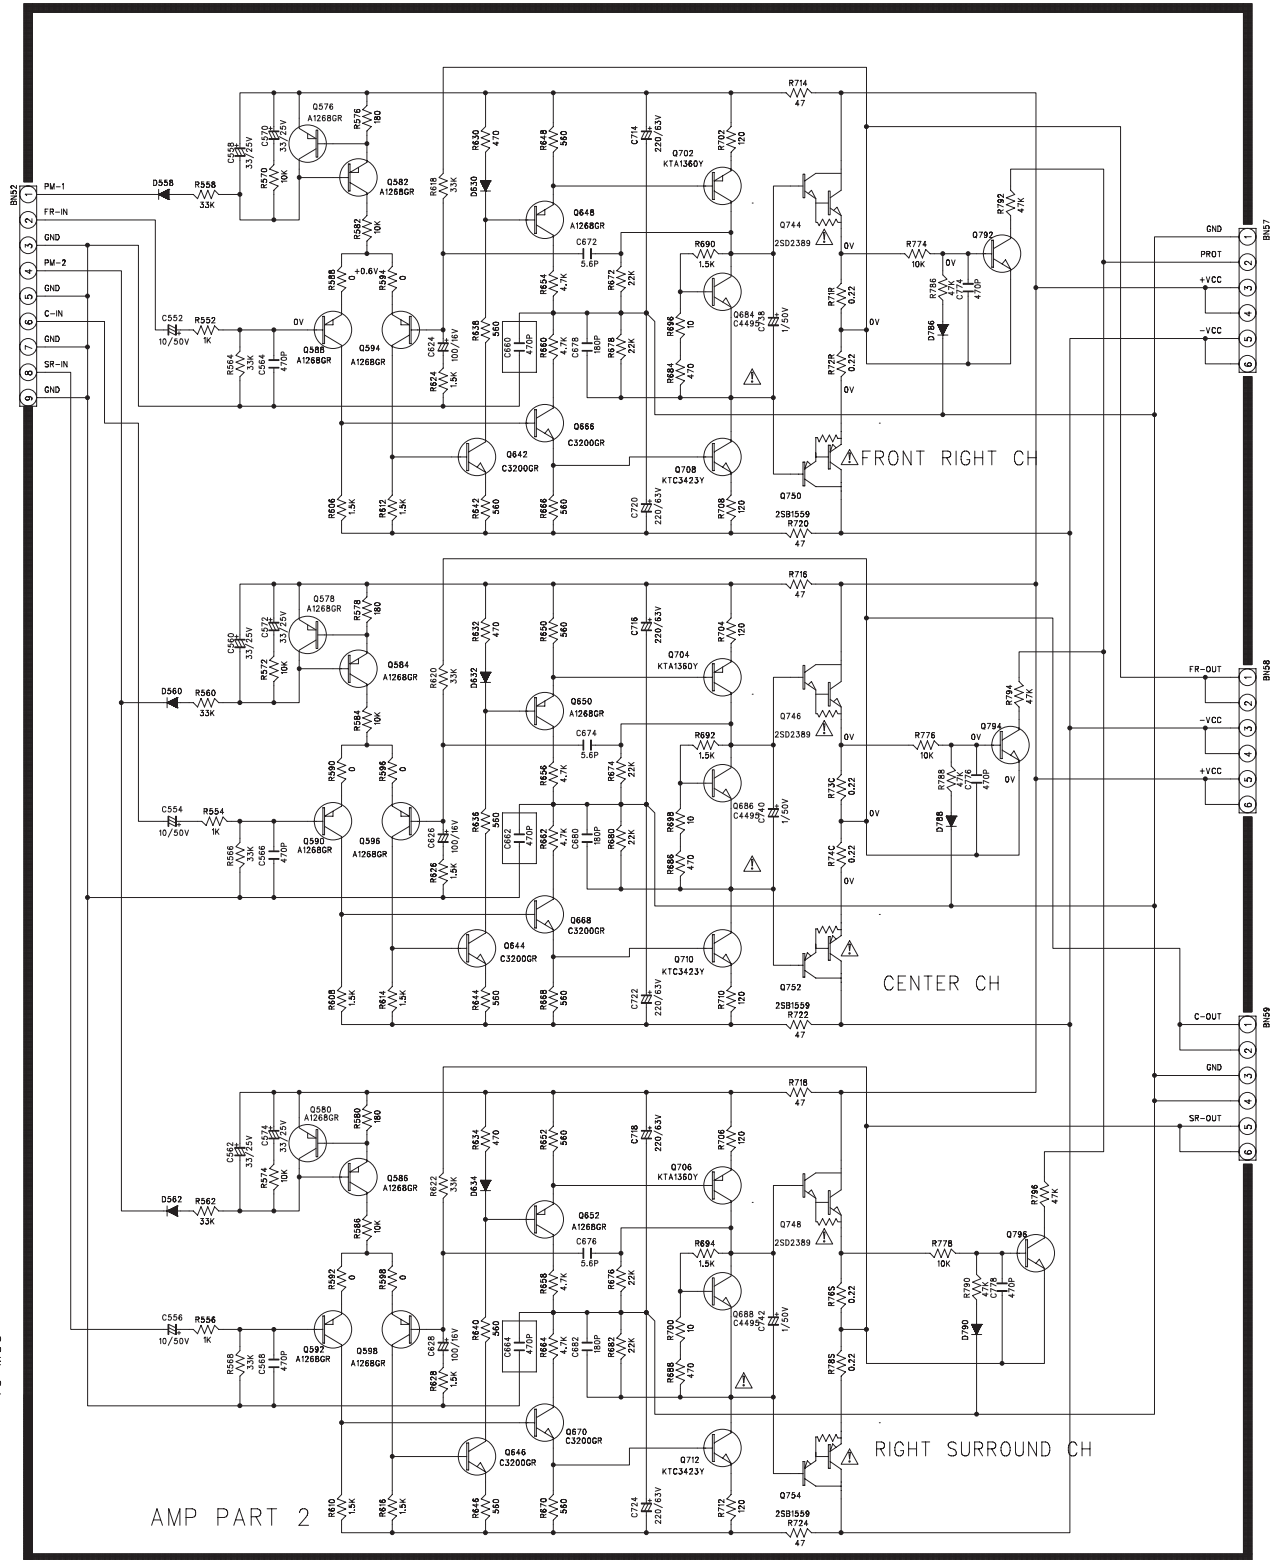 BN52
1 PM-1
2 FR-IN
3 GND
4 PM-2
5 GND
6 C-IN
7 GND
8 SR-IN
9 GND
D558
R558
33K
C558
33/25V
C570
33/25V
R570
10K
Q576
A1268GR
R576
180
Q582
A1268GR
R582
10K
R588
0
+0.6V
R594
0
C552
10/50V
R552
1K
R564
33K
C564
470P
0V
Q588
A1268GR
Q594
A1268GR
R618
33K
C624
100/16V
R624
1.5K
R606
1.5K
R612
1.5K
R630
470
D630
R638
560
Q642
C3200GR
R642
560
R648
560
Q648
A1268GR
C672
5.6P
R654
4.7K
R672
22K
C660
470P
R660
4.7K
C678
180P
R678
22K
Q666
C3200GR
R666
560
C714
220/63V
C720
220/63V
R702
120
Q702
KTA1360Y
R690
1.5K
R696
10
R684
470
Q684
C4495
C738
1/50V
Q708
KTC3423Y
R708
120
R714
47
Q744
2SD2389
0V
R71R
0.22
0V
R72R
0.22
0V
Q750
2SB1559
R720
47
R774
10K
0V
R786
47K
C774
470P
D786
Q792
R792
47K
FRONT RIGHT CH
BN57
GND 1
PROT 2
+VCC 3
4
-VCC 5
6
D560
R560
33K
C560
33/25V
C572
33/25V
R572
10K
Q578
A1268GR
R578
180
Q584
A1268GR
R584
10K
R590
0
R596
0
C554
10/50V
R554
1K
R566
33K
C566
470P
Q590
A1268GR
Q596
A1268GR
R620
33K
C626
100/16V
R626
1.5K
R608
1.5K
R614
1.5K
R632
470
D632
R636
560
Q644
C3200GR
R644
560
R650
560
Q650
A1268GR
C674
5.6P
R656
4.7K
R674
22K
C662
470P
R662
4.7K
C680
180P
R680
22K
Q668
C3200GR
R668
560
C716
220/63V
C722
220/63V
R704
120
Q704
KTA1360Y
R692
1.5K
R698
10
R686
470
Q686
C4495
C740
1/50V
Q710
KTC3423Y
R710
120
R716
47
Q746
2SD2389
0V
R73C
0.22
0V
R74C
0.22
0V
Q752
2SB1559
R722
47
R776
10K
0V
R788
47K
C776
470P
D788
Q794
0V
R794
47K
CENTER CH
BN58
FR-OUT 1
2
-VCC 3
4
+VCC 5
6
D562
R562
33K
C562
33/25V
C574
33/25V
R574
10K
Q580
A1268GR
R580
180
Q586
A1268GR
R586
10K
R592
0
R598
0
C556
10/50V
R556
1K
R568
33K
C568
470P
Q592
A1268GR
Q598
A1268GR
R622
33K
C628
100/16V
R628
1.5K
R610
1.5K
R616
1.5K
R634
470
D634
R640
560
Q646
C3200GR
R646
560
R652
560
Q652
A1268GR
C676
5.6P
R658
4.7K
R676
22K
C664
470P
R664
4.7K
C682
180P
R682
22K
Q670
C3200GR
R670
560
C718
220/63V
C724
220/63V
R706
120
Q706
KTA1360Y
R694
1.5K
R700
10
R688
470
Q688
C4495
C742
1/50V
Q712
KTC3423Y
R712
120
R718
47
Q748
2SD2389
R76S
0.22
R78S
0.22
Q754
2SB1559
R724
47
R778
10K
R790
47K
C778
470P
D790
Q796
R796
47K
RIGHT SURROUND CH
BN59
C-OUT 1
2
GND 3
4
SR-OUT 5
6
AMP PART 2